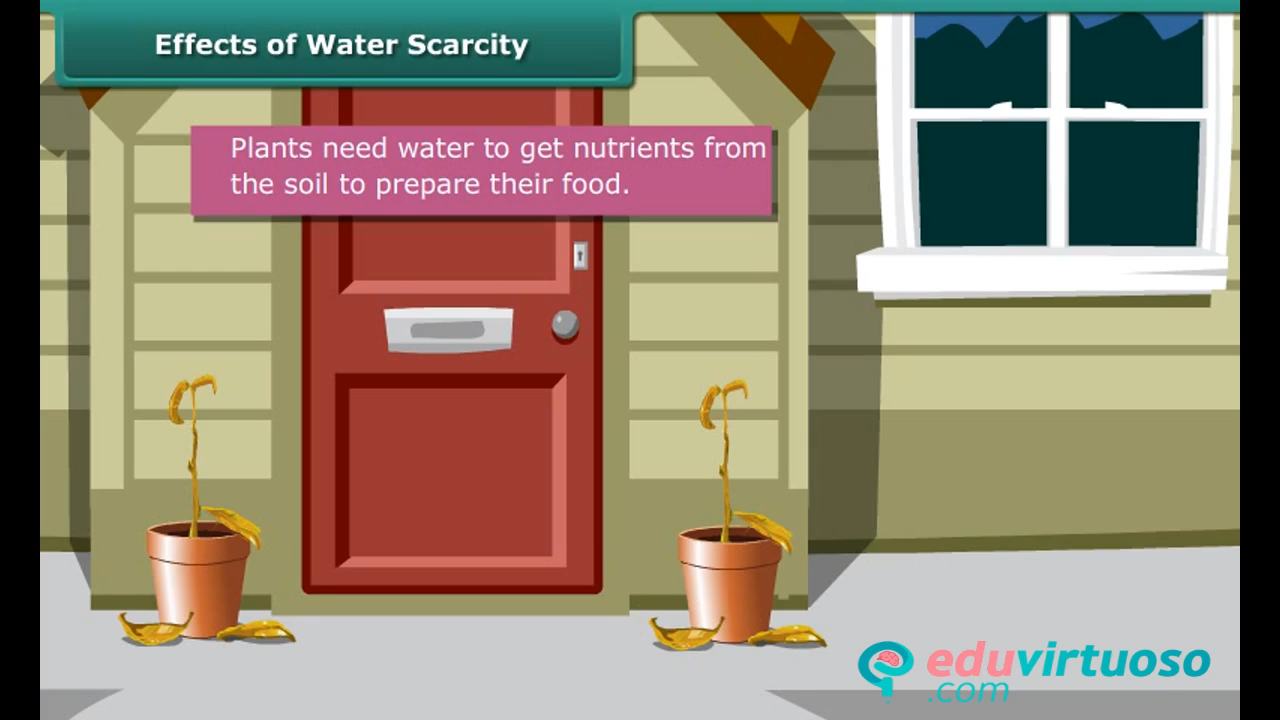 Effects of Water Scarcity
Plants need water to get nutrients from
the soil to prepare their food.
eduvirtuoso
.com